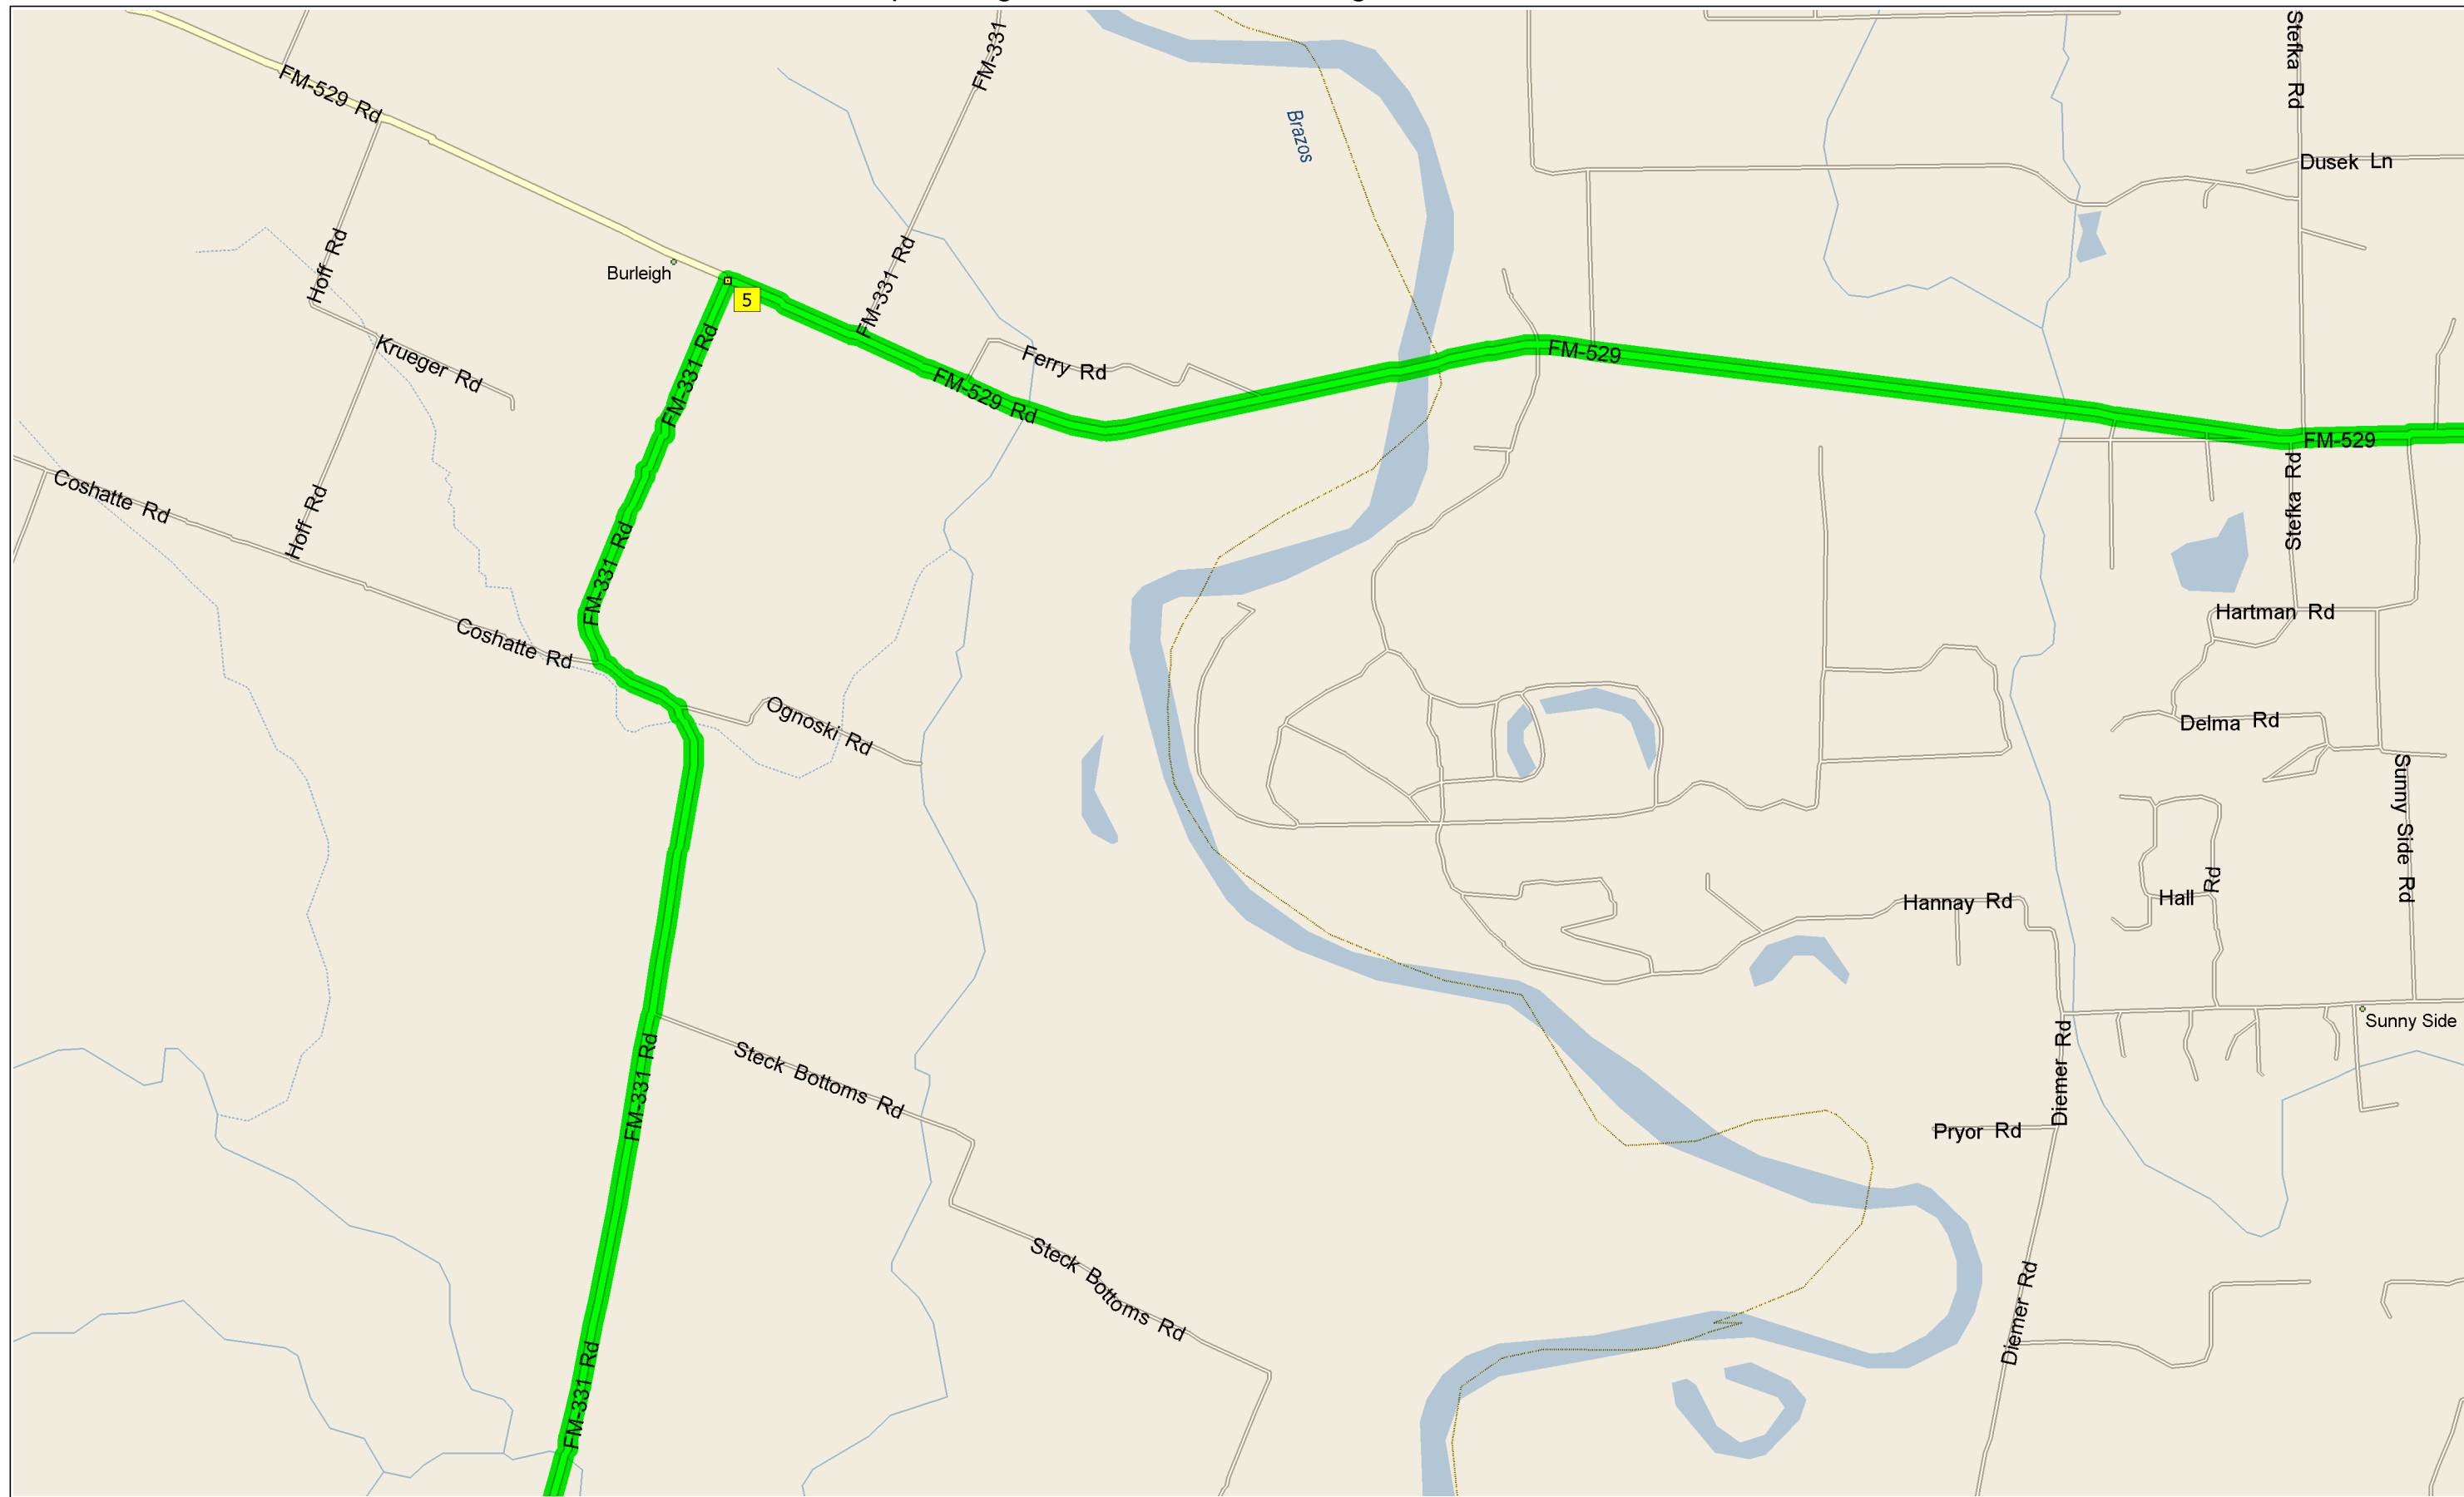 FM-529 Rd
FM-331
Brazos
Stefka Rd
Dusek Ln
Hoff Rd
Burleigh
5
FM-331 Rd
Krueger Rd
FM-331 Rd
FM-529 Rd
Ferry Rd
FM-529
FM-529
Stefka Rd
Coshatte Rd
Hoff Rd
FM-331 Rd
Coshatte Rd
Hartman Rd
Ognoski Rd
Delma Rd
Sunny Side Rd
Hall Rd
Hannay Rd
Sunny Side
FM-331 Rd
Steck Bottoms Rd
Diemer Rd
Pryor Rd
Steck Bottoms Rd
Diemer Rd
FM-331 Rd